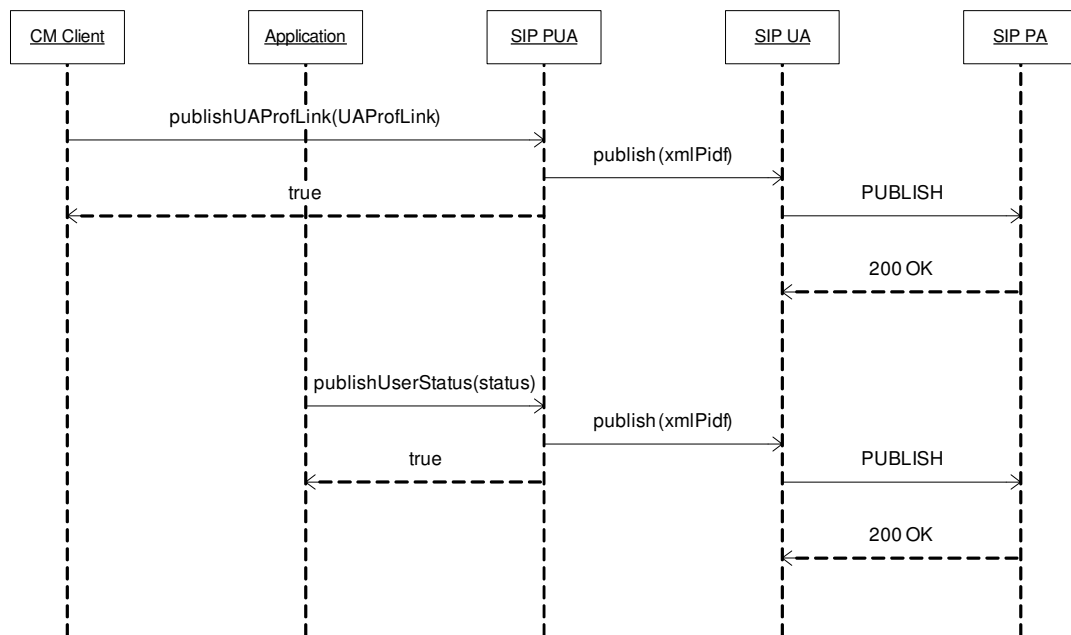 CM Client
Application
SIP PUA
SIP UA
SIP PA
publishUAProfLink(UAProfLink)
publish(xmlPidf)
true
PUBLISH
200 OK
publishUserStatus(status)
publish(xmlPidf)
true
PUBLISH
200 OK